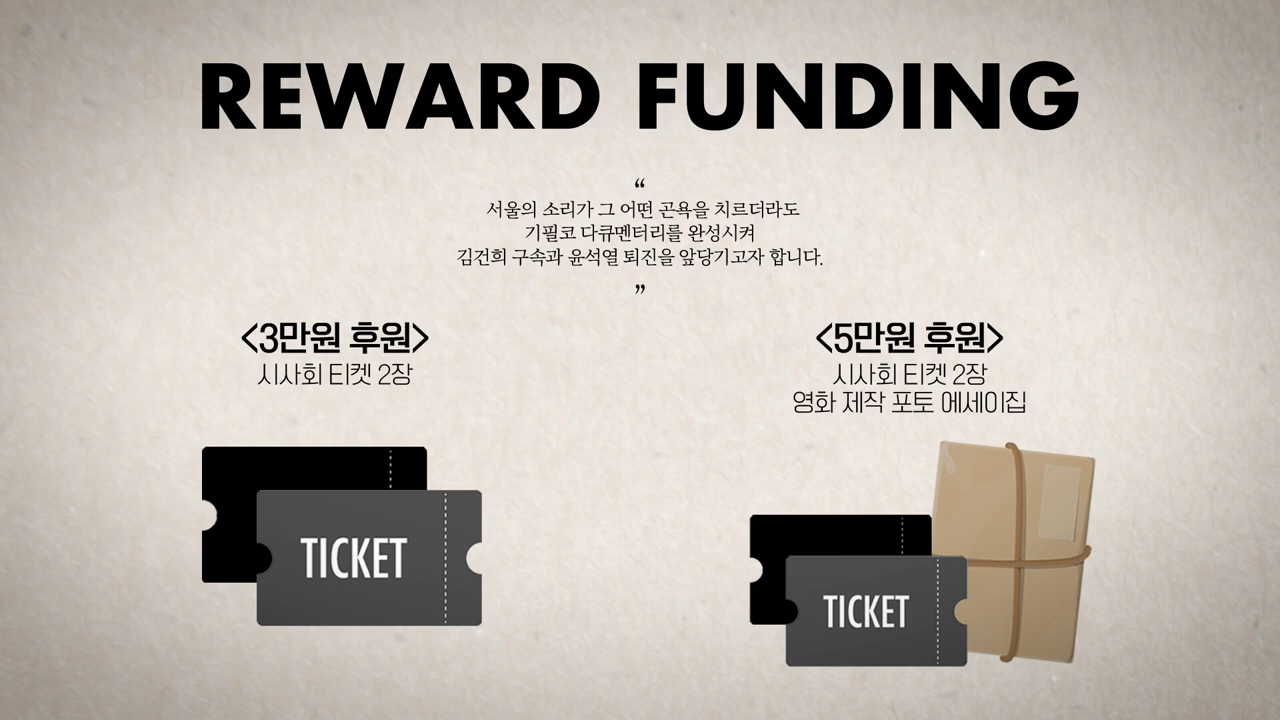 REWARD FUNDING
“
서울의 소리가 그 어떤 곤욕을 치르더라도
기필코 다큐멘터리를 완성시켜
김건희 구속과 윤석열 퇴진을 앞당기고자 합니다.
”
<3만원 후원>
시사회 티켓 2장
<5만원 후원>
시사회 티켓 2장
영화 제작 포토 에세이집
TICKET
TICKET